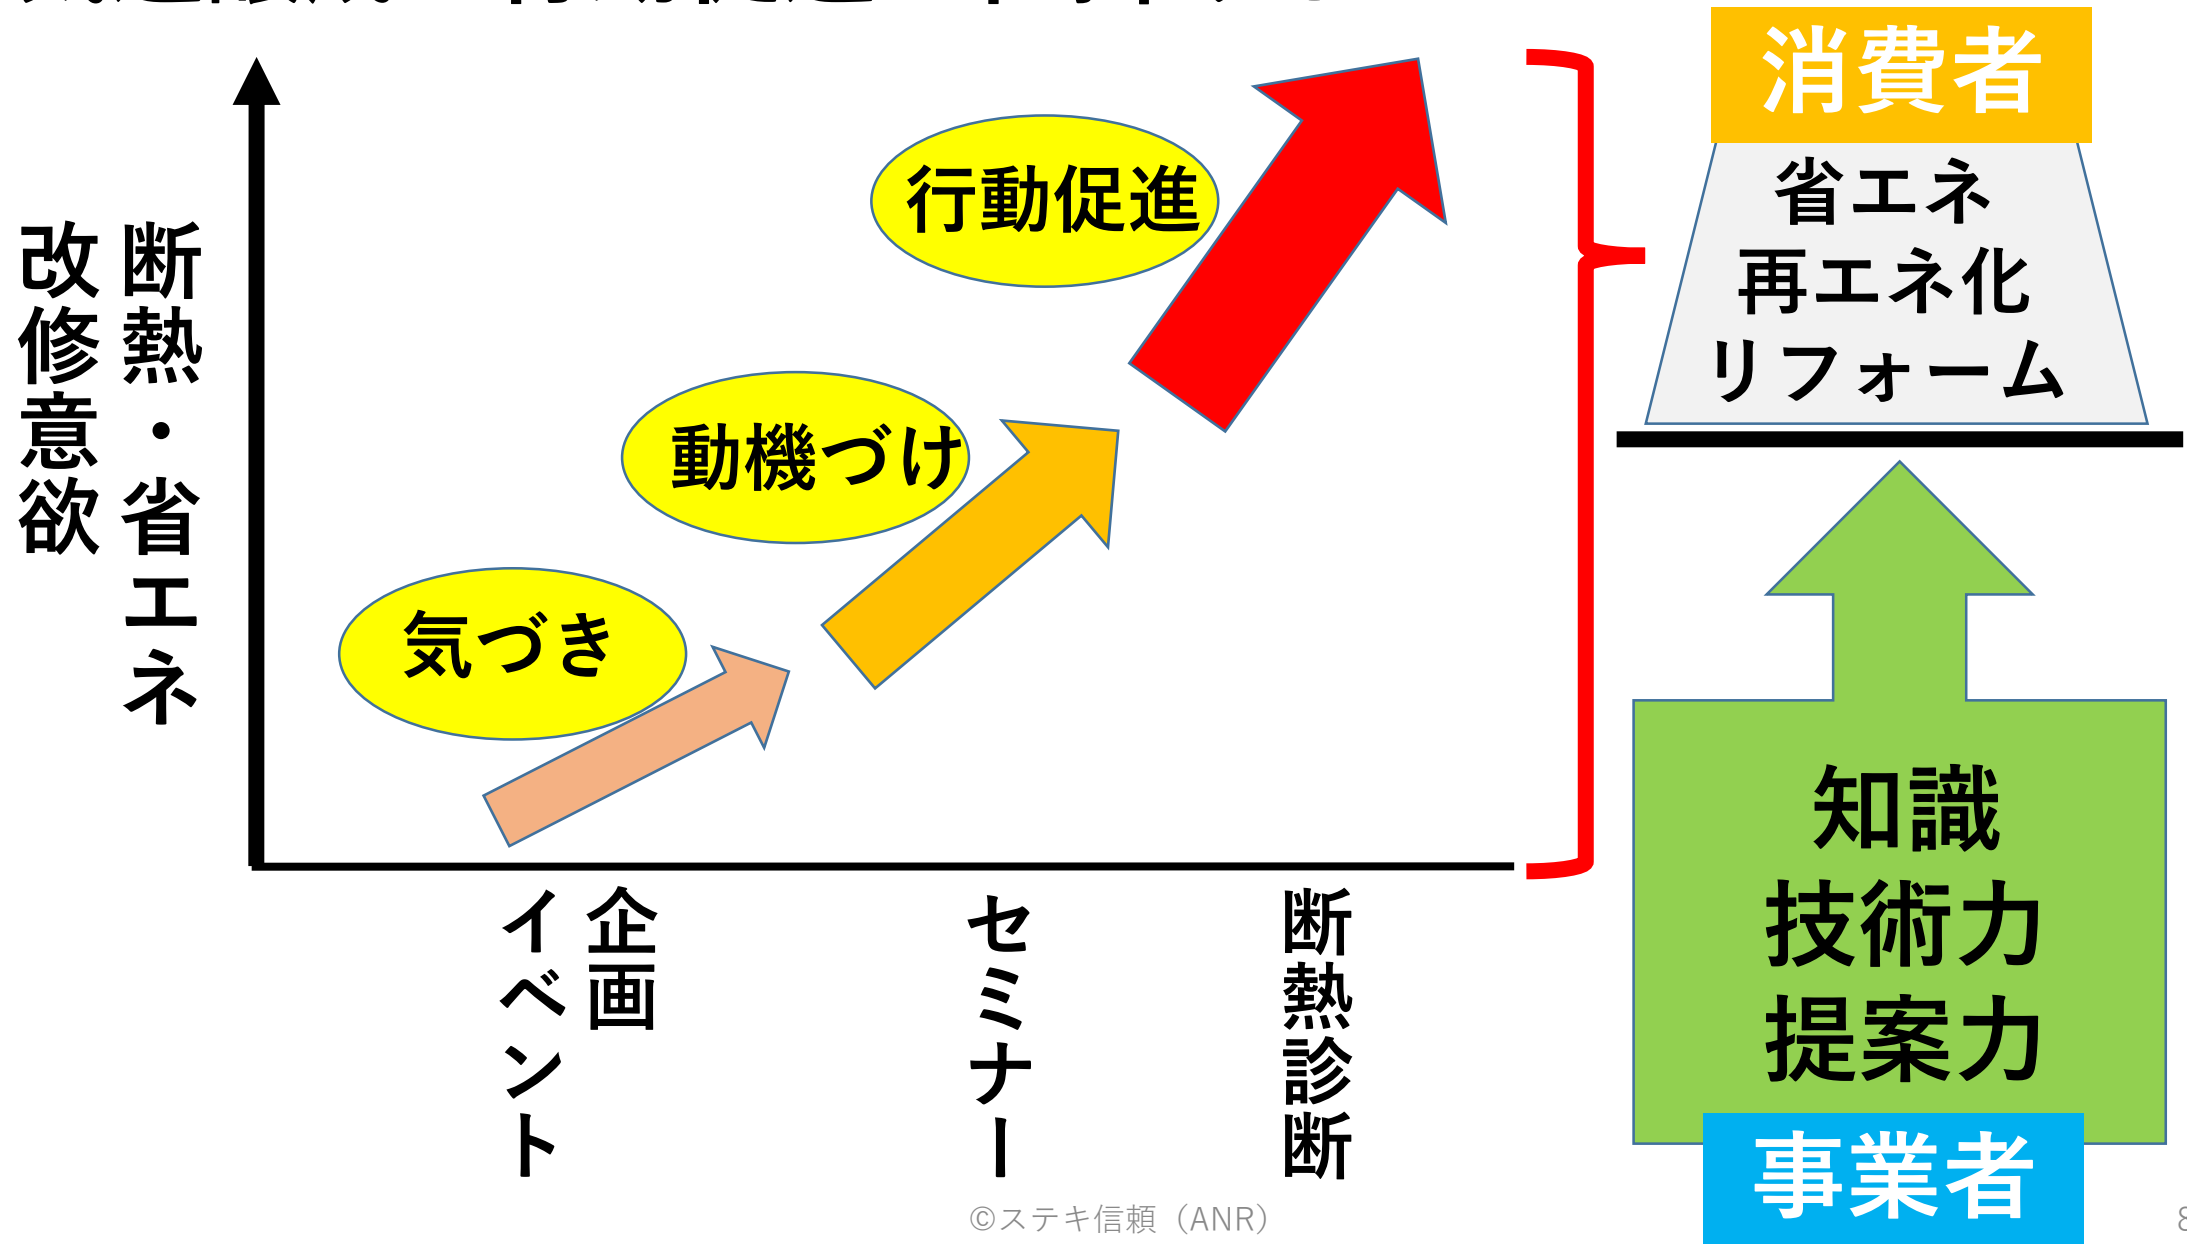 消費者
省エネ
再エネ化
リフォーム
行動促進
動機づけ
気づき
断熱・省エネ
改修意欲
企画
イベント
セミナー
断熱診断
知識
技術力
提案力
事業者
©ステキ信頼（ANR）